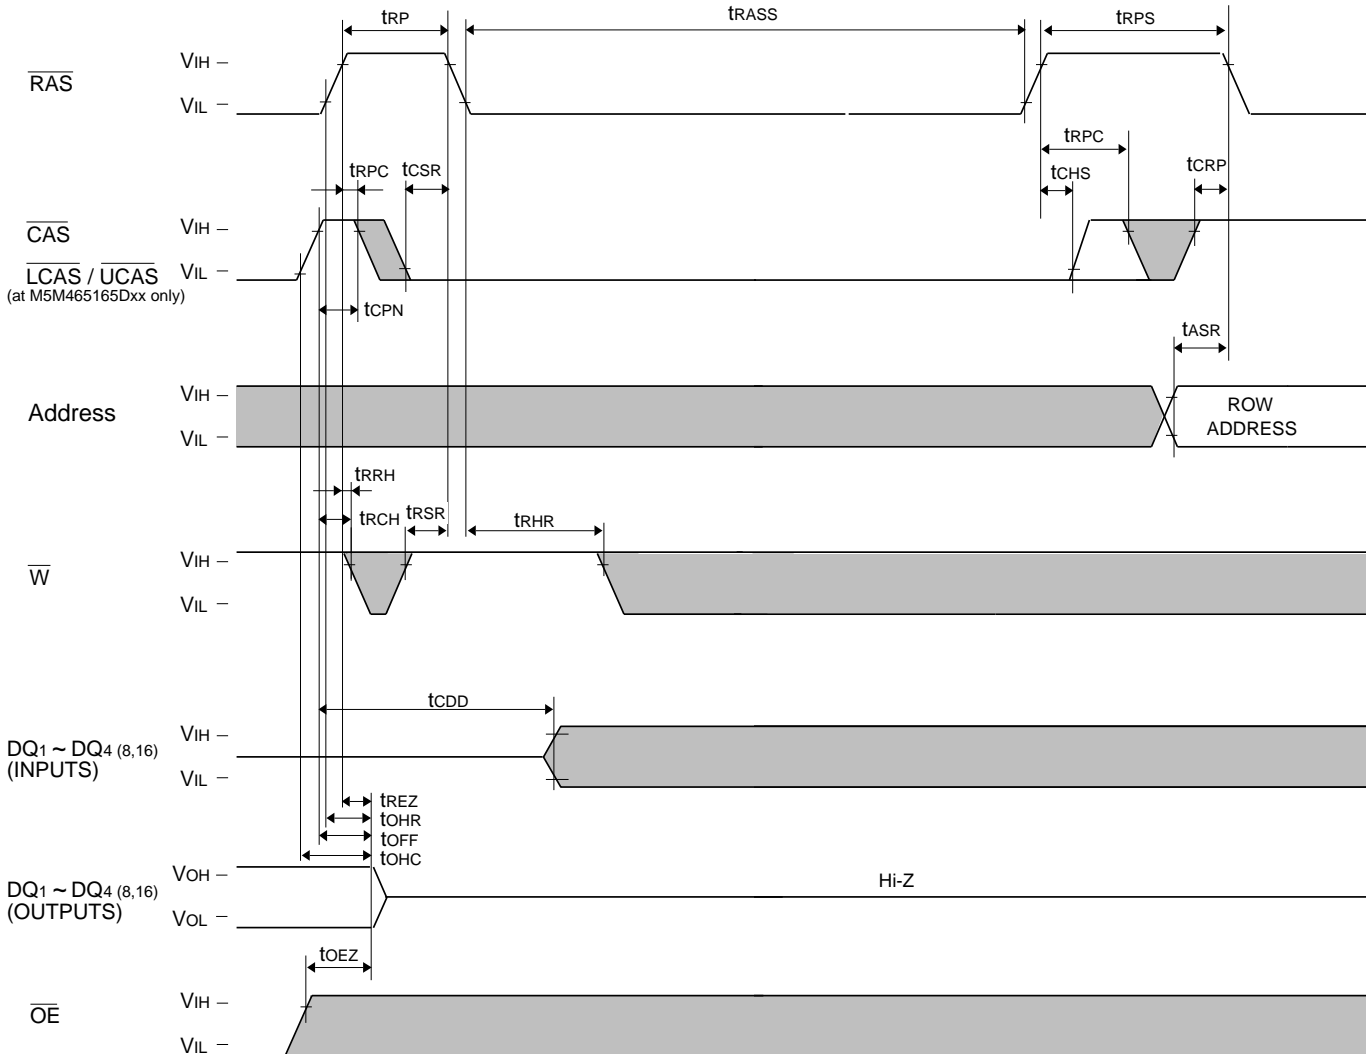 tRP
tRASS
tRPS
RAS
VIH
VIL
tRPC
tCSR
tRPC
tCHS
tCRP
CAS
LCAS / UCAS
(at M5M465165Dxx only)
VIH
VIL
tCPN
tASR
Address
VIH
VIL
ROW
ADDRESS
tRRH
tRCH
tRSR
tRHR
W
VIH
VIL
tCDD
DQ1 ~ DQ4 (8,16)
(INPUTS)
VIH
VIL
tREZ
tOHR
tOFF
tOHC
DQ1 ~ DQ4 (8,16)
(OUTPUTS)
VOH
VOL
Hi-Z
tOEZ
OE
VIH
VIL